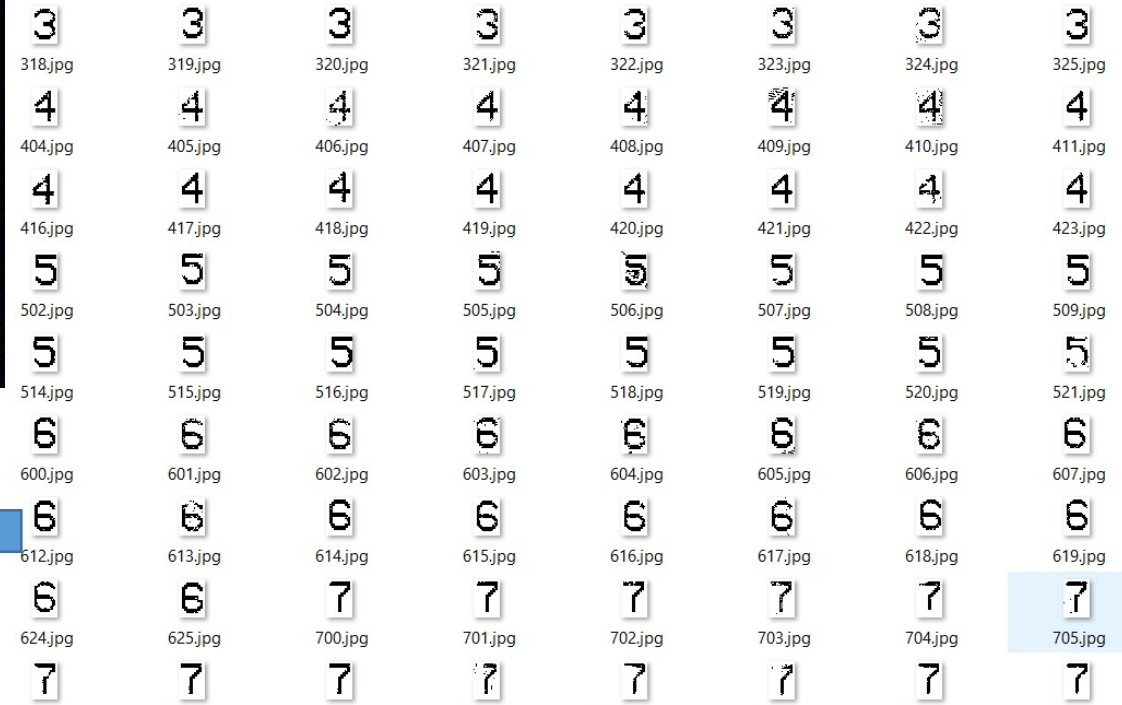 3 3 3 3 3 3 3 3
318.jpg 319.jpg 320.jpg 321.jpg 322.jpg 323.jpg 324.jpg 325.jpg
4 4 4 4 4 4 4 4
404.jpg 405.jpg 406.jpg 407.jpg 408.jpg 409.jpg 410.jpg 411.jpg
4 4 4 4 4 4 4 4
416.jpg 417.jpg 418.jpg 419.jpg 420.jpg 421.jpg 422.jpg 423.jpg
5 5 5 5 5 5 5 5
502.jpg 503.jpg 504.jpg 505.jpg 506.jpg 507.jpg 508.jpg 509.jpg
5 5 5 5 5 5 5 5
514.jpg 515.jpg 516.jpg 517.jpg 518.jpg 519.jpg 520.jpg 521.jpg
6 6 6 6 6 6 6 6
600.jpg 601.jpg 602.jpg 603.jpg 604.jpg 605.jpg 606.jpg 607.jpg
6 6 6 6 6 6 6 6
612.jpg 613.jpg 614.jpg 615.jpg 616.jpg 617.jpg 618.jpg 619.jpg
6 6 7 7 7 7 7 7
624.jpg 625.jpg 700.jpg 701.jpg 702.jpg 703.jpg 704.jpg 705.jpg
7 7 7 7 7 7 7 7